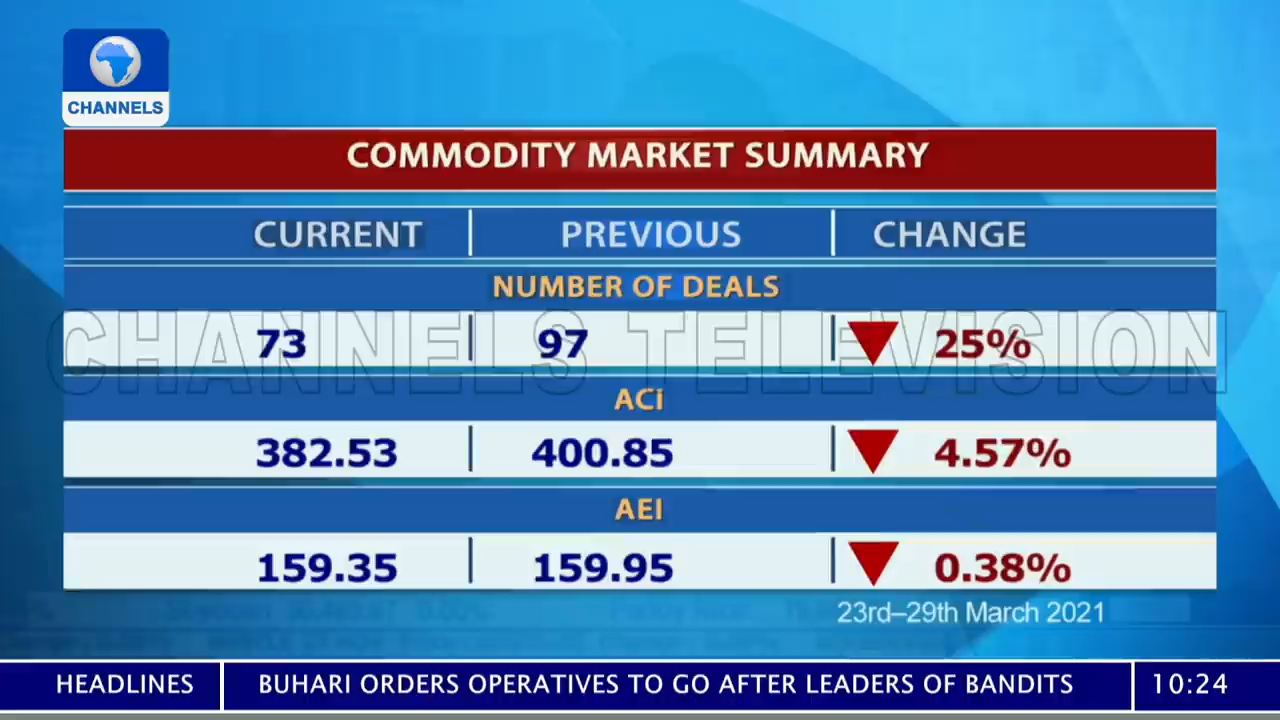 CHANNELS
COMMODITY MARKET SUMMARY
CURRENT PREVIOUS CHANGE
NUMBER OF DEALS
73 97 25%
CHANNELS TELEVISION
ACi
382.53 400.85 4.57%
AEI
159.35 159.95 0.38%
23rd–29th March 2021
HEADLINES BUHARI ORDERS OPERATIVES TO GO AFTER LEADERS OF BANDITS 10:24